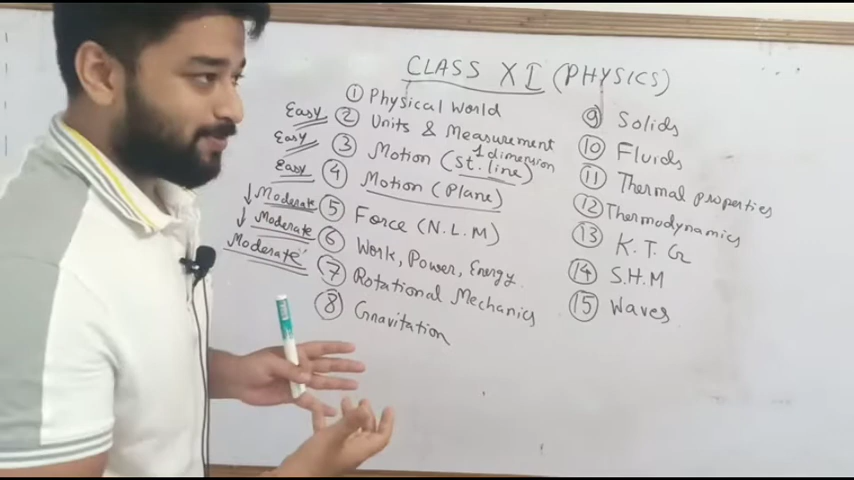 CLASS XI (PHYSICS)
① Physical World
Easy ② Units & Measurement
Easy ③ Motion (St. line) 1 dimension
Easy ④ Motion (Plane)
↓ Moderate ⑤ Force (N.L.M)
↓ Moderate ⑥ Work, Power, Energy
Moderate ⑦ Rotational Mechanics
⑧ Gravitation
⑨ Solids
⑩ Fluids
⑪ Thermal properties
⑫ Thermodynamics
⑬ K.T.G
⑭ S.H.M
⑮ Waves